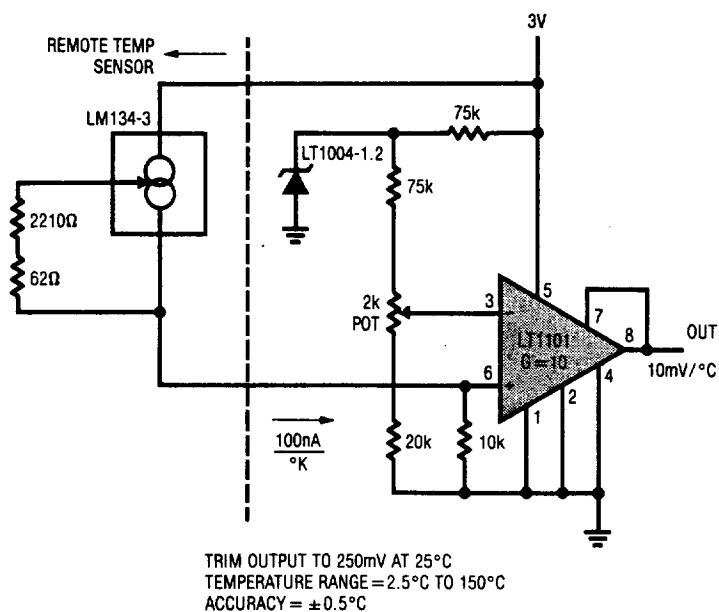 3V
REMOTE TEMP
SENSOR
LM134-3
75k
LT1004-1.2
75k
2210Ω
62Ω
2k
POT
3
−
5
7
8
OUT
LT1101
G=10
10mV/°C
6
+
4
2
1
100nA
°K
20k
10k
TRIM OUTPUT TO 250mV AT 25°C
TEMPERATURE RANGE = 2.5°C TO 150°C
ACCURACY = ±0.5°C